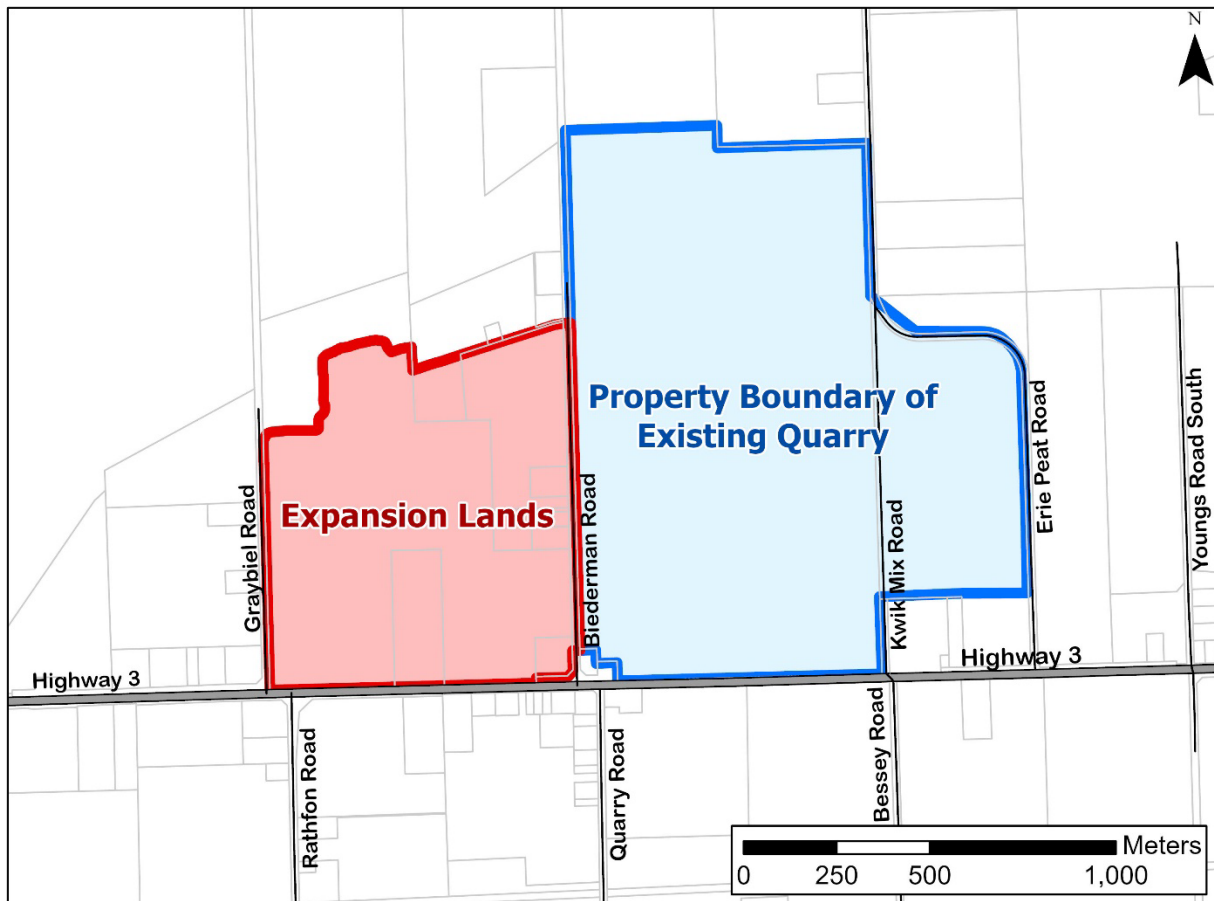 N
Property Boundary of
Existing Quarry
Expansion Lands
Graybiel Road
Biederman Road
Kwik Mix Road
Erie Peat Road
Youngs Road South
Highway 3
Highway 3
Rathfon Road
Quarry Road
Bessey Road
Meters
0 250 500 1,000